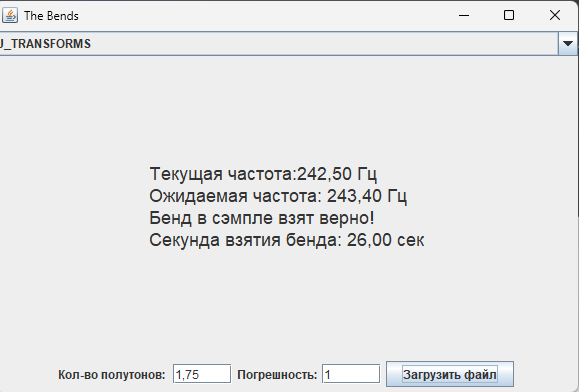 The Bends
J_TRANSFORMS
Текущая частота:242,50 Гц
Ожидаемая частота: 243,40 Гц
Бенд в сэмпле взят верно!
Секунда взятия бенда: 26,00 сек
Кол-во полутонов: 1,75 Погрешность: 1 Загрузить файл